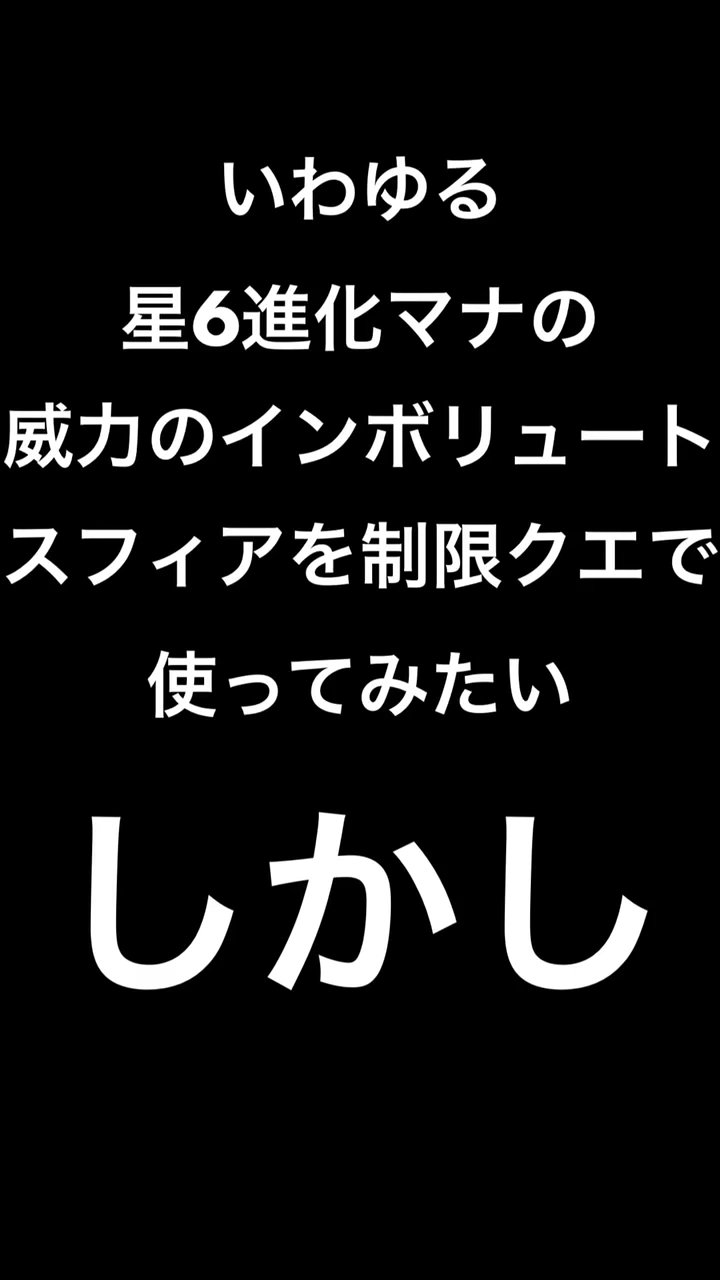 いわゆる
星6進化マナの
威力のインボリュート
スフィアを制限クエで
使ってみたい
しかし